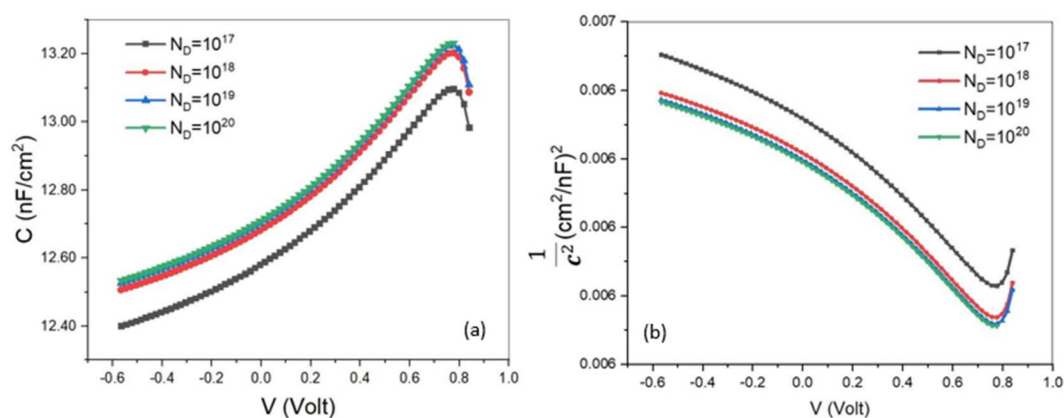 N_D=10^17
N_D=10^18
N_D=10^19
N_D=10^20
C (nF/cm²)
13.20
13.00
12.80
12.60
12.40
(a)
-0.6 -0.4 -0.2 0.0 0.2 0.4 0.6 0.8 1.0
V (Volt)
N_D=10^17
N_D=10^18
N_D=10^19
N_D=10^20
1/c² (cm²/nF)²
0.007
0.006
0.006
0.006
0.006
0.006
(b)
-0.6 -0.4 -0.2 0.0 0.2 0.4 0.6 0.8 1.0
V (Volt)